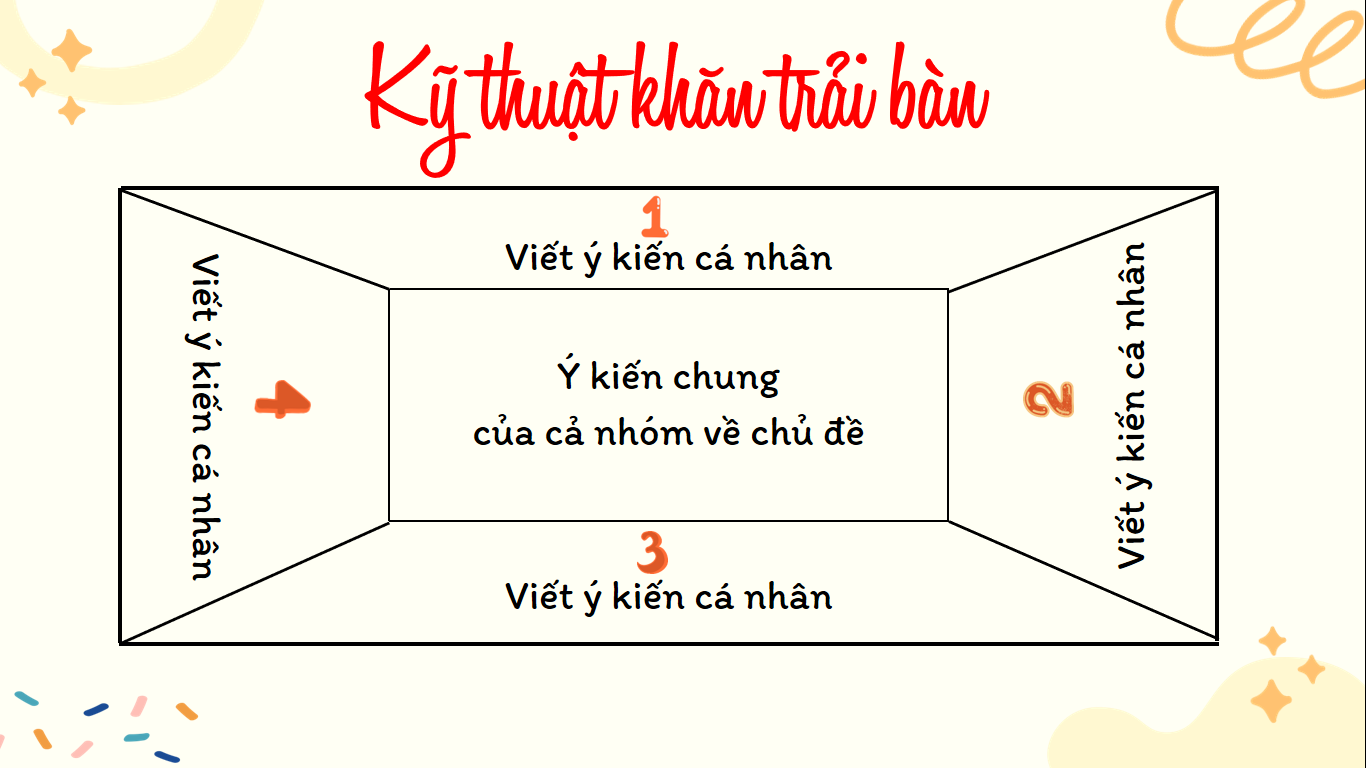 Kỹ thuật khăn trải bàn
1
Viết ý kiến cá nhân
Viết ý kiến cá nhân
4
Ý kiến chung
của cả nhóm về chủ đề
2
Viết ý kiến cá nhân
3
Viết ý kiến cá nhân